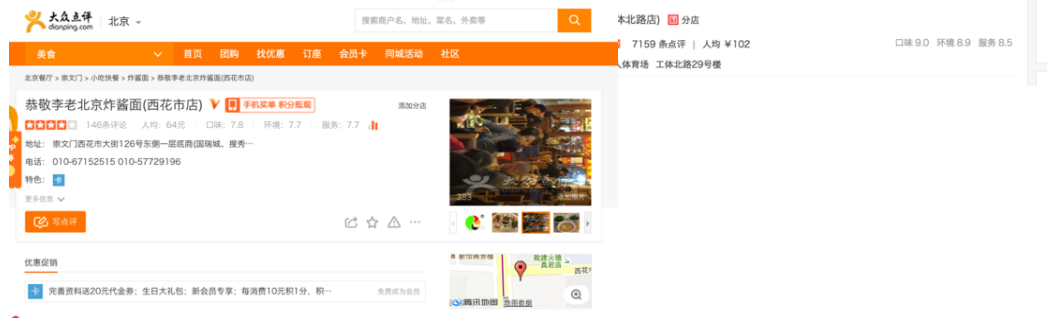 大众点评
dianping.com
北京
搜索商户名、地址、菜名、外卖等
美食 首页 团购 找优惠 订座 会员卡 同城活动 社区
北京餐厅 > 崇文门 > 小吃快餐 > 炸酱面 > 恭敬李老北京炸酱面(西花市店)
恭敬李老北京炸酱面(西花市店) V 手机买单 积分抵现 添加分店
146条评论 人均：64元 口味：7.8 环境：7.7 服务：7.7
地址： 崇文门西花市大街126号东侧一层底商(国瑞城、搜秀…
电话： 010-67152515 010-57729196
特色： 卡
更多信息
写点评
383 添加照片
优惠促销
卡 完善资料送20元代金券；生日大礼包；新会员专享；每消费10元积1分，积… 免费成为会员
西花
腾讯地图 地图数据
体北路店) 分店
7159 条点评 | 人均 ￥102 口味 9.0 环境 8.9 服务 8.5
人体育场 工体北路29号楼